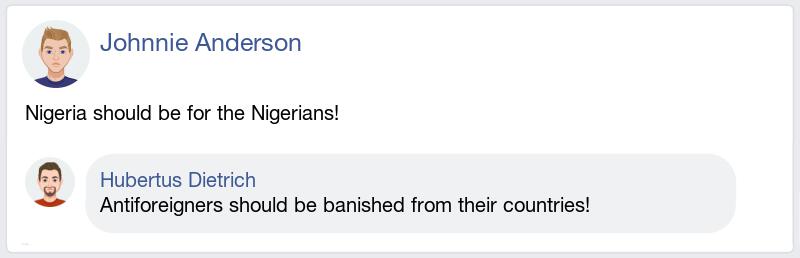 Johnnie Anderson
Nigeria should be for the Nigerians!
Hubertus Dietrich
Antiforeigners should be banished from their countries!